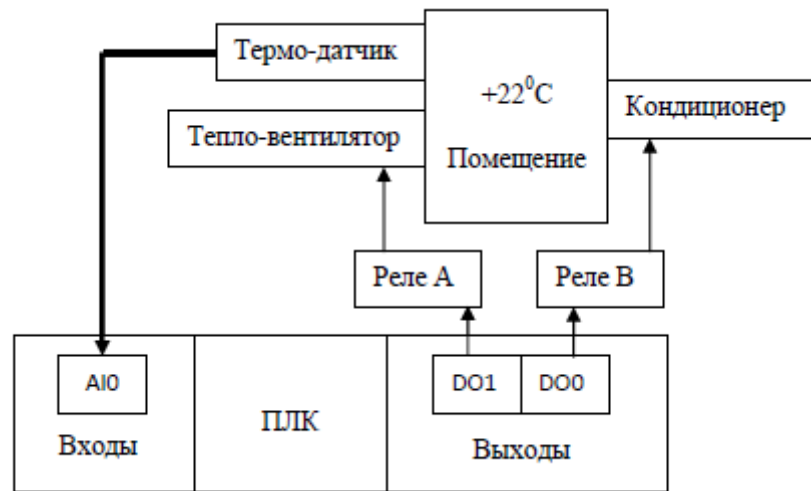 Термо-датчик
+22⁰С
Кондиционер
Тепло-вентилятор
Помещение
Реле А
Реле В
AI0
DO1
DO0
Входы
ПЛК
Выходы